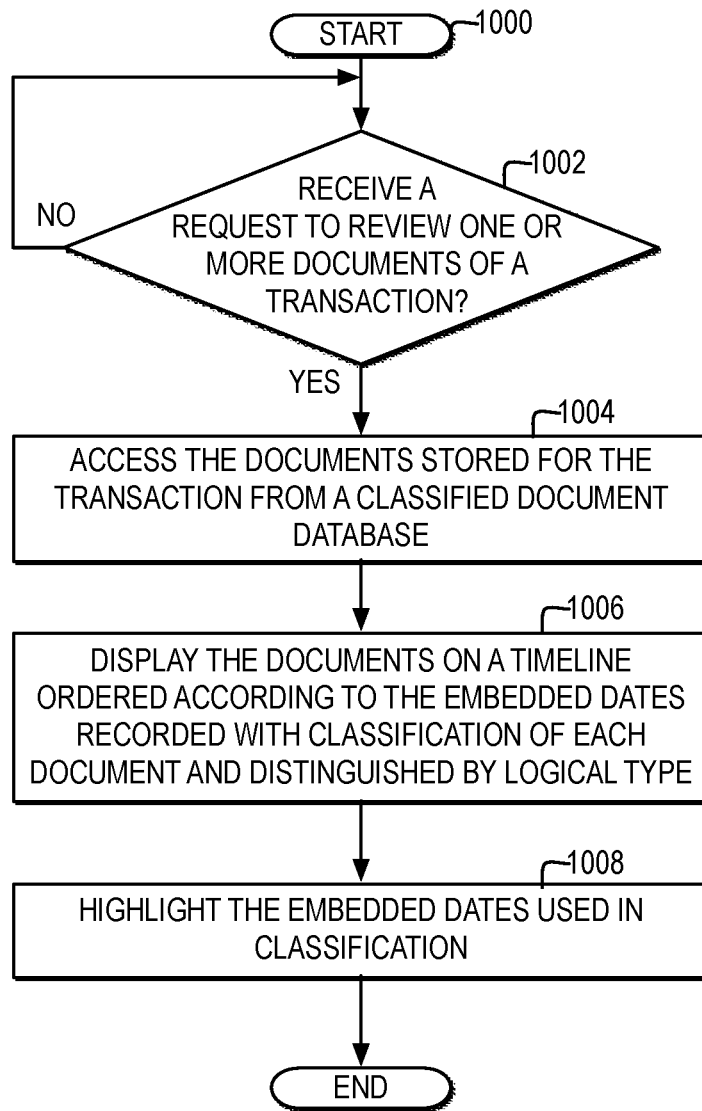 START
1000
1002
RECEIVE A
REQUEST TO REVIEW ONE OR
MORE DOCUMENTS OF A
TRANSACTION?
NO
YES
1004
ACCESS THE DOCUMENTS STORED FOR THE
TRANSACTION FROM A CLASSIFIED DOCUMENT
DATABASE
1006
DISPLAY THE DOCUMENTS ON A TIMELINE
ORDERED ACCORDING TO THE EMBEDDED DATES
RECORDED WITH CLASSIFICATION OF EACH
DOCUMENT AND DISTINGUISHED BY LOGICAL TYPE
1008
HIGHLIGHT THE EMBEDDED DATES USED IN
CLASSIFICATION
END